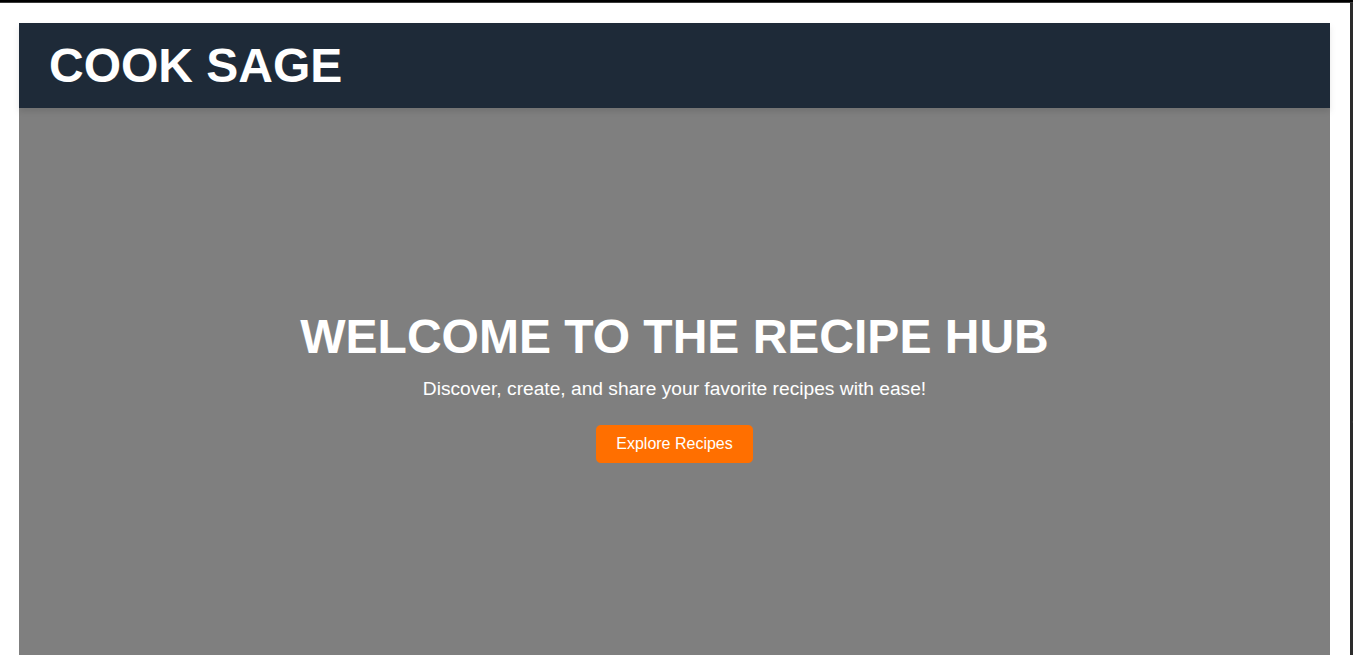 COOK SAGE
WELCOME TO THE RECIPE HUB
Discover, create, and share your favorite recipes with ease!
Explore Recipes